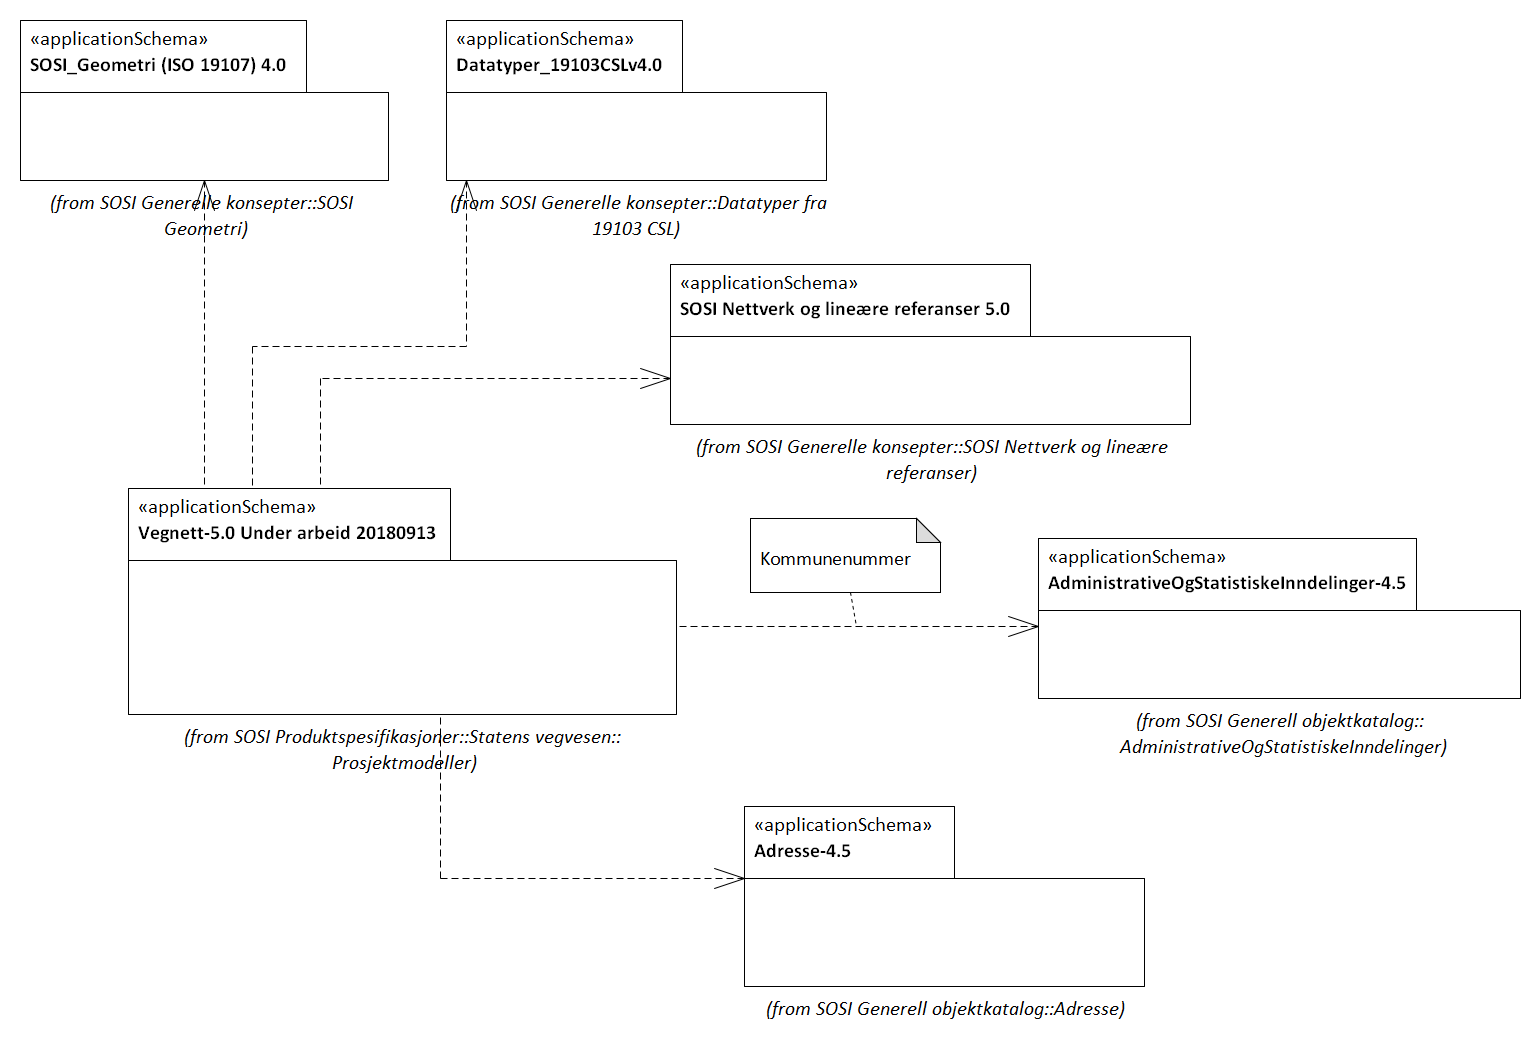 «applicationSchema»
SOSI_Geometri (ISO 19107) 4.0
(from SOSI Generelle konsepter::SOSI
Geometri)
«applicationSchema»
Datatyper_19103CSLv4.0
(from SOSI Generelle konsepter::Datatyper fra
19103 CSL)
«applicationSchema»
SOSI Nettverk og lineære referanser 5.0
(from SOSI Generelle konsepter::SOSI Nettverk og lineære
referanser)
«applicationSchema»
Vegnett-5.0 Under arbeid 20180913
(from SOSI Produktspesifikasjoner::Statens vegvesen::
Prosjektmodeller)
Kommunenummer
«applicationSchema»
AdministrativeOgStatistiskeInndelinger-4.5
(from SOSI Generell objektkatalog::
AdministrativeOgStatistiskeInndelinger)
«applicationSchema»
Adresse-4.5
(from SOSI Generell objektkatalog::Adresse)